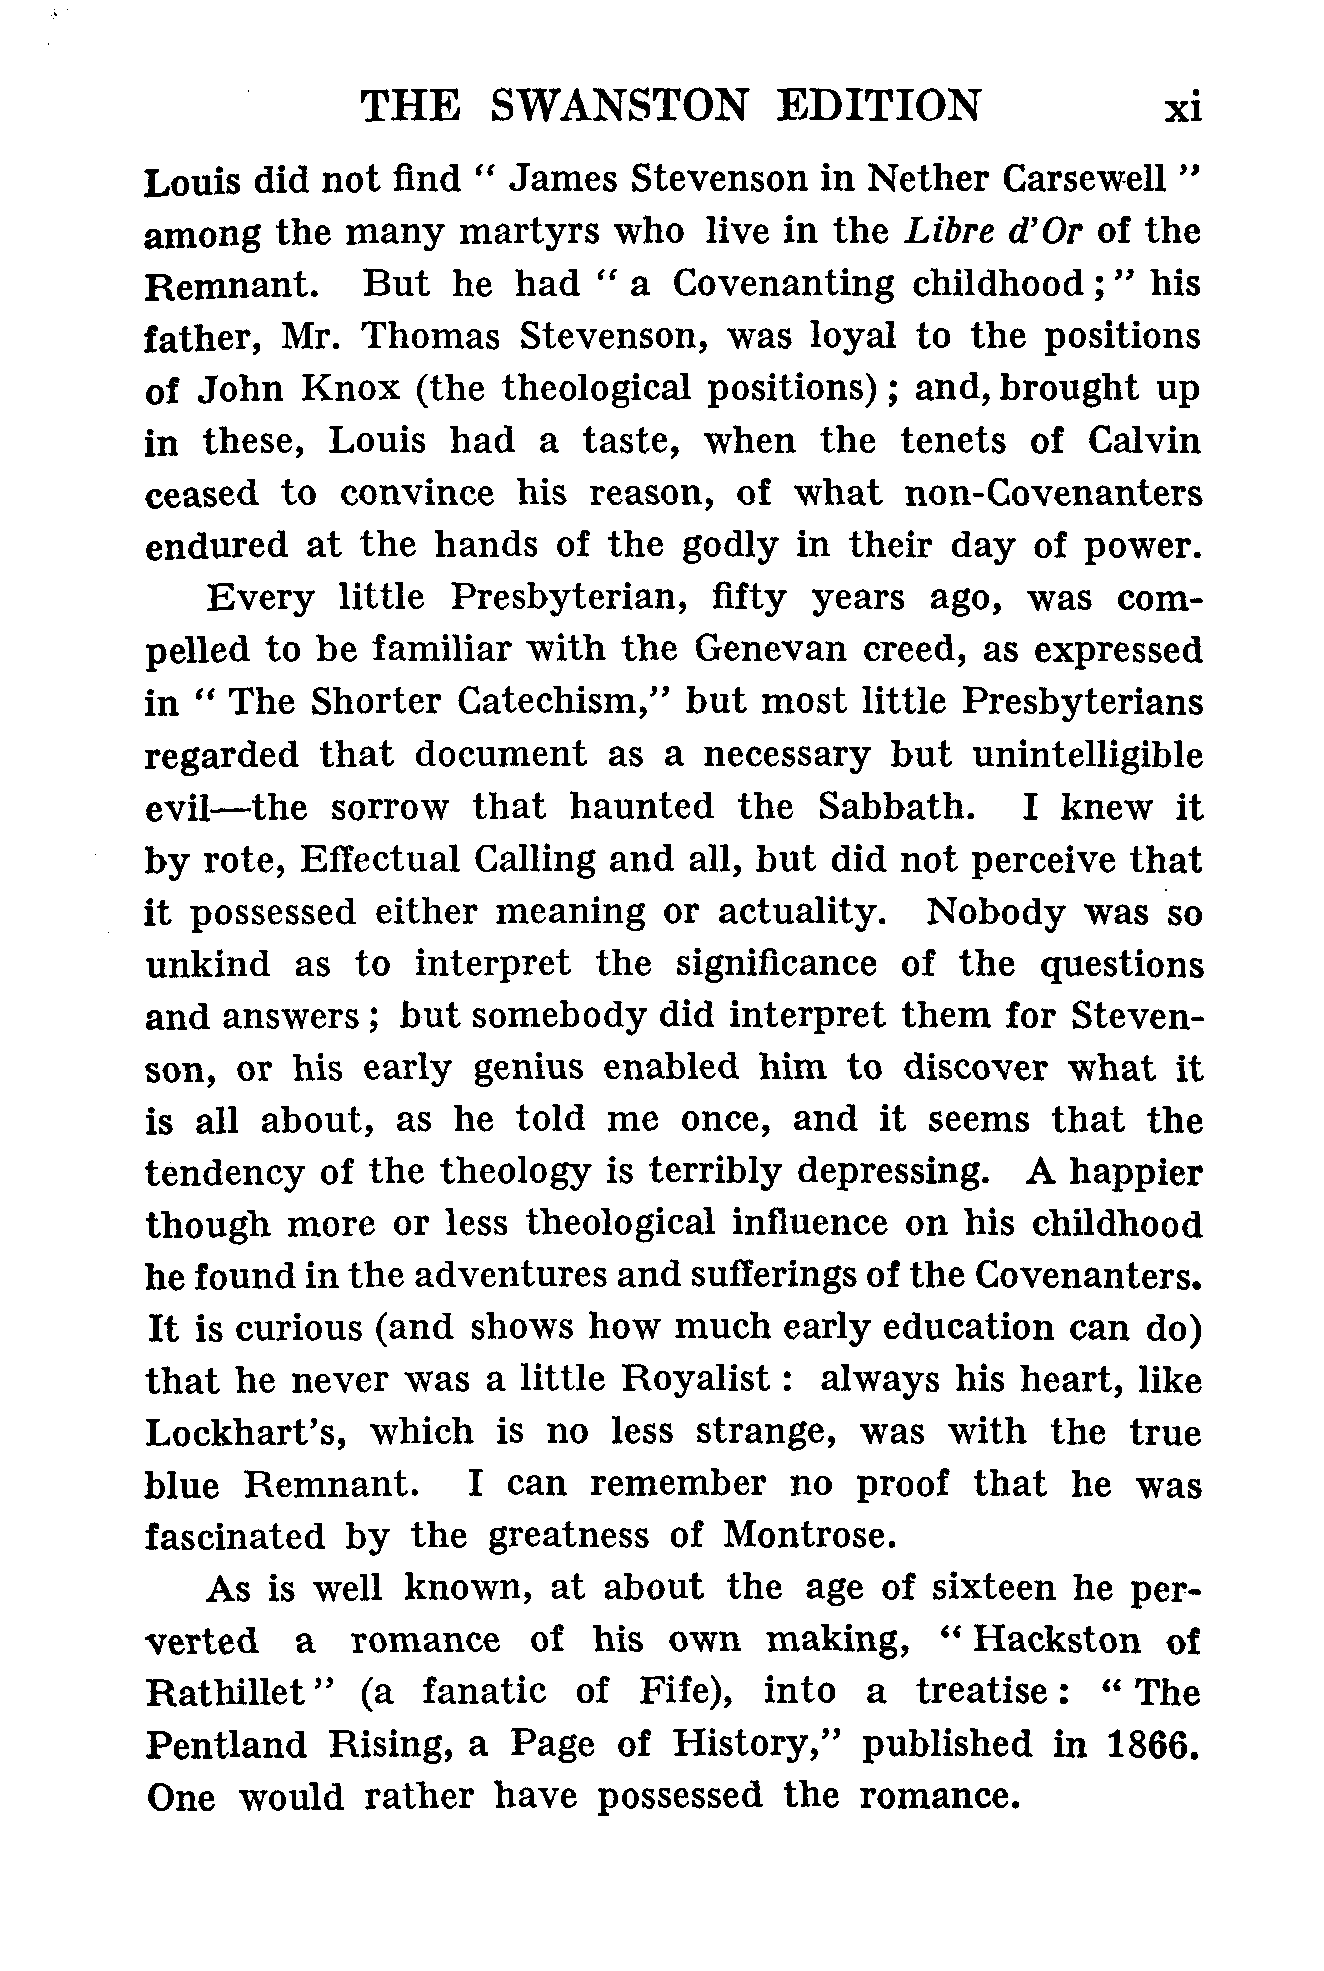 THE SWANSTON EDITION xi
Louis did not find " James Stevenson in Nether Carsewell "
among the many martyrs who live in the Libre d'Or of the
Remnant. But he had " a Covenanting childhood ; " his
father, Mr. Thomas Stevenson, was loyal to the positions
of John Knox (the theological positions) ; and, brought up
in these, Louis had a taste, when the tenets of Calvin
ceased to convince his reason, of what non-Covenanters
endured at the hands of the godly in their day of power.
Every little Presbyterian, fifty years ago, was com-
pelled to be familiar with the Genevan creed, as expressed
in " The Shorter Catechism," but most little Presbyterians
regarded that document as a necessary but unintelligible
evil—the sorrow that haunted the Sabbath. I knew it
by rote, Effectual Calling and all, but did not perceive that
it possessed either meaning or actuality. Nobody was so
unkind as to interpret the significance of the questions
and answers ; but somebody did interpret them for Steven-
son, or his early genius enabled him to discover what it
is all about, as he told me once, and it seems that the
tendency of the theology is terribly depressing. A happier
though more or less theological influence on his childhood
he found in the adventures and sufferings of the Covenanters.
It is curious (and shows how much early education can do)
that he never was a little Royalist : always his heart, like
Lockhart's, which is no less strange, was with the true
blue Remnant. I can remember no proof that he was
fascinated by the greatness of Montrose.
As is well known, at about the age of sixteen he per-
verted a romance of his own making, " Hackston of
Rathillet " (a fanatic of Fife), into a treatise : " The
Pentland Rising, a Page of History," published in 1866.
One would rather have possessed the romance.